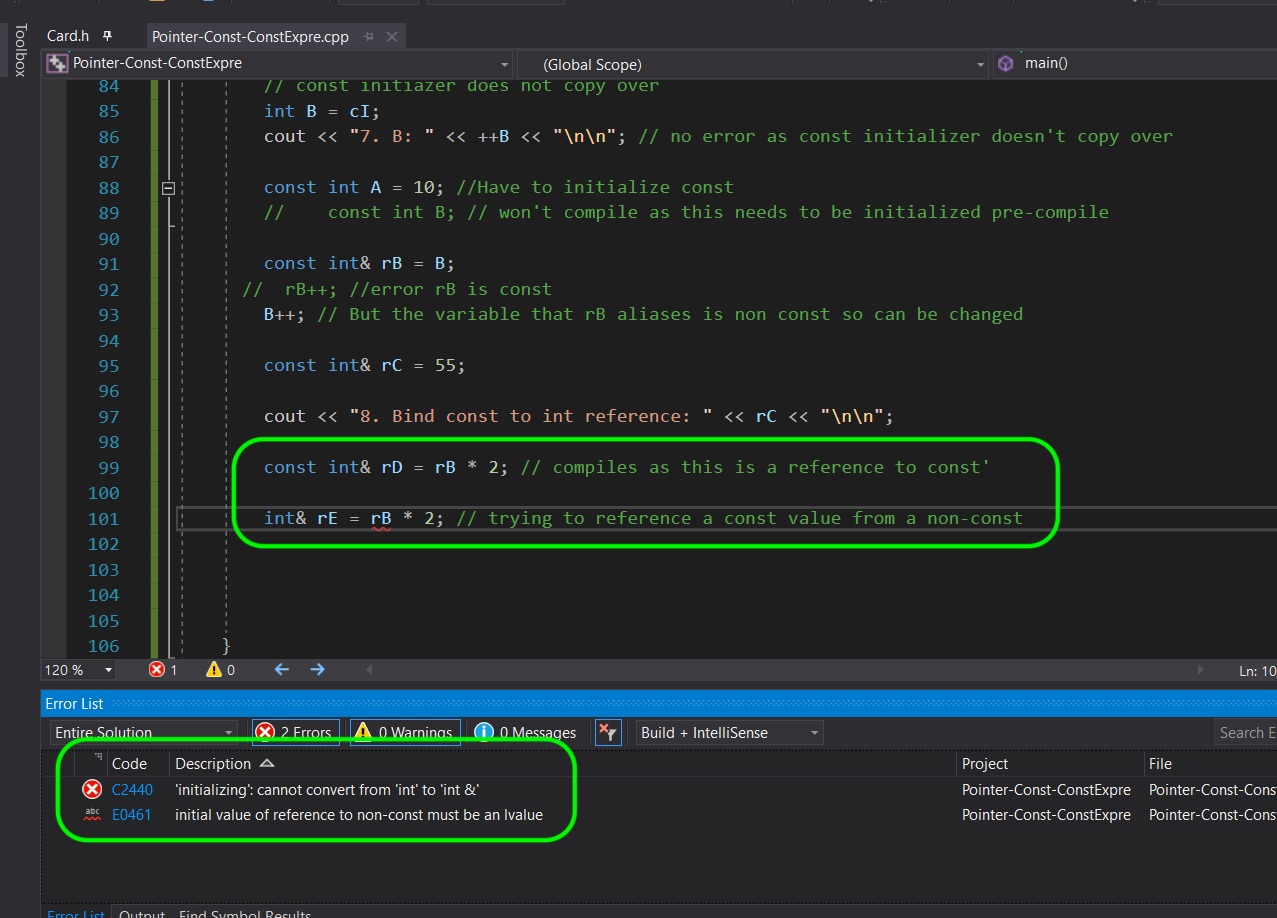 Toolbox
Card.h
Pointer-Const-ConstExpre.cpp
Pointer-Const-ConstExpre
(Global Scope)
main()
84 // const initiazer does not copy over
85 int B = cI;
86 cout << "7. B: " << ++B << "\n\n"; // no error as const initializer doesn't copy over
87
88 const int A = 10; //Have to initialize const
89 // const int B; // won't compile as this needs to be initialized pre-compile
90
91 const int& rB = B;
92 // rB++; //error rB is const
93 B++; // But the variable that rB aliases is non const so can be changed
94
95 const int& rC = 55;
96
97 cout << "8. Bind const to int reference: " << rC << "\n\n";
98
99 const int& rD = rB * 2; // compiles as this is a reference to const'
100
101 int& rE = rB * 2; // trying to reference a const value from a non-const
102
103
104
105
106 }
120 % 1 0 Ln: 10
Error List
Entire Solution 2 Errors 0 Warnings 0 Messages Build + IntelliSense Search E
Code Description Project File
C2440 'initializing': cannot convert from 'int' to 'int &' Pointer-Const-ConstExpre Pointer-Const-Cons
abc E0461 initial value of reference to non-const must be an lvalue Pointer-Const-ConstExpre Pointer-Const-Cons
Error List Output Find Symbol Results